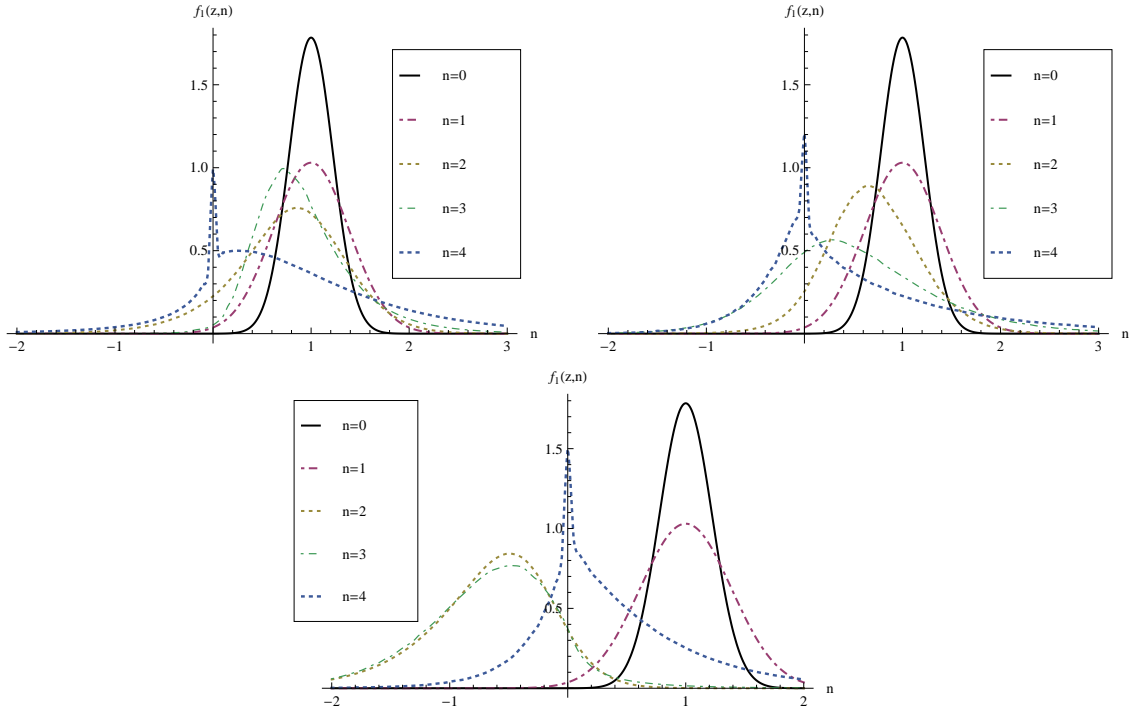 f₁(z,n)
n=0
n=1
n=2
n=3
n=4
1.5
1.0
0.5
−2 −1 1 2 3 n
f₁(z,n)
n=0
n=1
n=2
n=3
n=4
1.5
1.0
0.5
−2 −1 1 2 3 n
f₁(z,n)
n=0
n=1
n=2
n=3
n=4
1.5
1.0
0.5
−2 −1 1 2 n